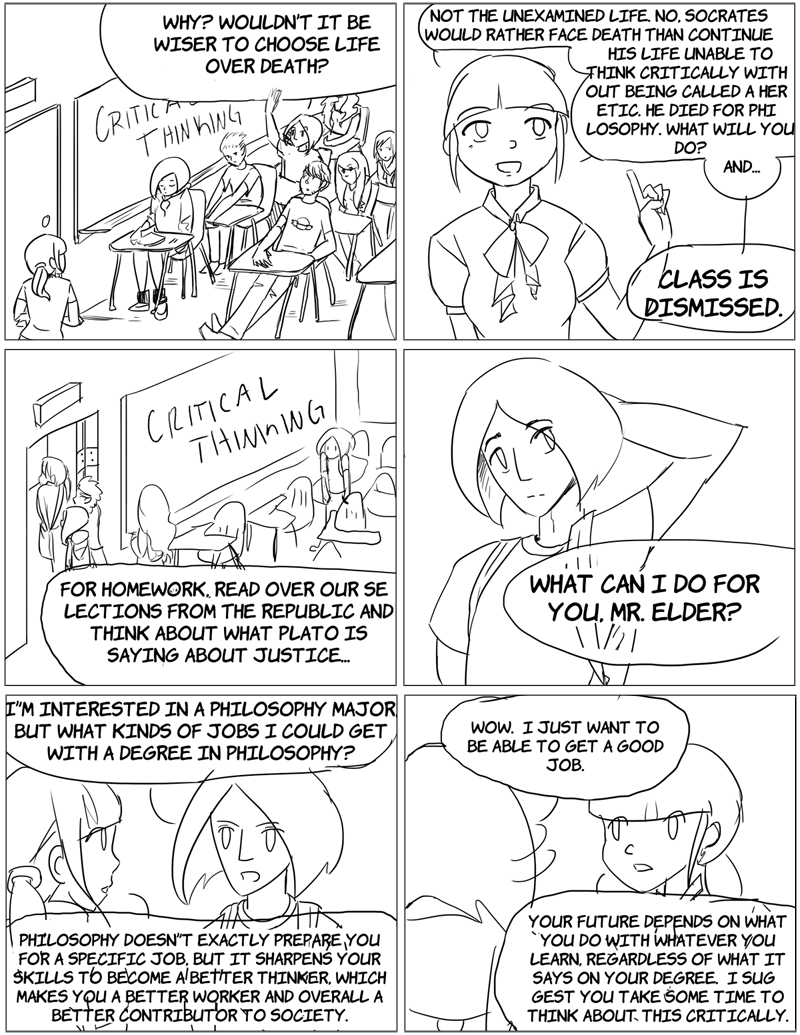 WHY? WOULDN'T IT BE
WISER TO CHOOSE LIFE
OVER DEATH?
CRITICA
THINKING
NOT THE UNEXAMINED LIFE. NO, SOCRATES
WOULD RATHER FACE DEATH THAN CONTINUE
HIS LIFE UNABLE TO
THINK CRITICALLY WITH
OUT BEING CALLED A HER
ETIC. HE DIED FOR PHI
LOSOPHY. WHAT WILL YOU
DO?
AND...
CLASS IS
DISMISSED.
CRITICAL
THINKING
FOR HOMEWORK, READ OVER OUR SE
LECTIONS FROM THE REPUBLIC AND
THINK ABOUT WHAT PLATO IS
SAYING ABOUT JUSTICE...
WHAT CAN I DO FOR
YOU, MR. ELDER?
I"M INTERESTED IN A PHILOSOPHY MAJOR,
BUT WHAT KINDS OF JOBS I COULD GET
WITH A DEGREE IN PHILOSOPHY?
PHILOSOPHY DOESN"T EXACTLY PREPARE YOU
FOR A SPECIFIC JOB, BUT IT SHARPENS YOUR
SKILLS TO BECOME A BETTER THINKER, WHICH
MAKES YOU A BETTER WORKER AND OVERALL A
BETTER CONTRIBUTOR TO SOCIETY.
WOW. I JUST WANT TO
BE ABLE TO GET A GOOD
JOB.
YOUR FUTURE DEPENDS ON WHAT
YOU DO WITH WHATEVER YOU
LEARN, REGARDLESS OF WHAT IT
SAYS ON YOUR DEGREE. I SUG
GEST YOU TAKE SOME TIME TO
THINK ABOUT THIS CRITICALLY.